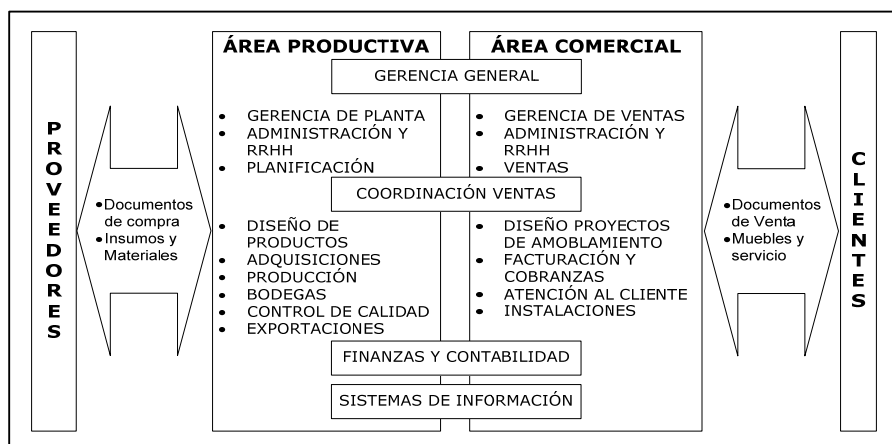 PROVEEDORES
• Documentos
de compra
• Insumos y
Materiales
ÁREA PRODUCTIVA
ÁREA COMERCIAL
GERENCIA GENERAL
• GERENCIA DE PLANTA
• ADMINISTRACIÓN Y
RRHH
• PLANIFICACIÓN
• GERENCIA DE VENTAS
• ADMINISTRACIÓN Y
RRHH
• VENTAS
COORDINACIÓN VENTAS
• DISEÑO DE
PRODUCTOS
• ADQUISICIONES
• PRODUCCIÓN
• BODEGAS
• CONTROL DE CALIDAD
• EXPORTACIONES
• DISEÑO PROYECTOS
DE AMOBLAMIENTO
• FACTURACIÓN Y
COBRANZAS
• ATENCIÓN AL CLIENTE
• INSTALACIONES
FINANZAS Y CONTABILIDAD
SISTEMAS DE INFORMACIÓN
• Documentos
de Venta
• Muebles y
servicio
CLIENTES